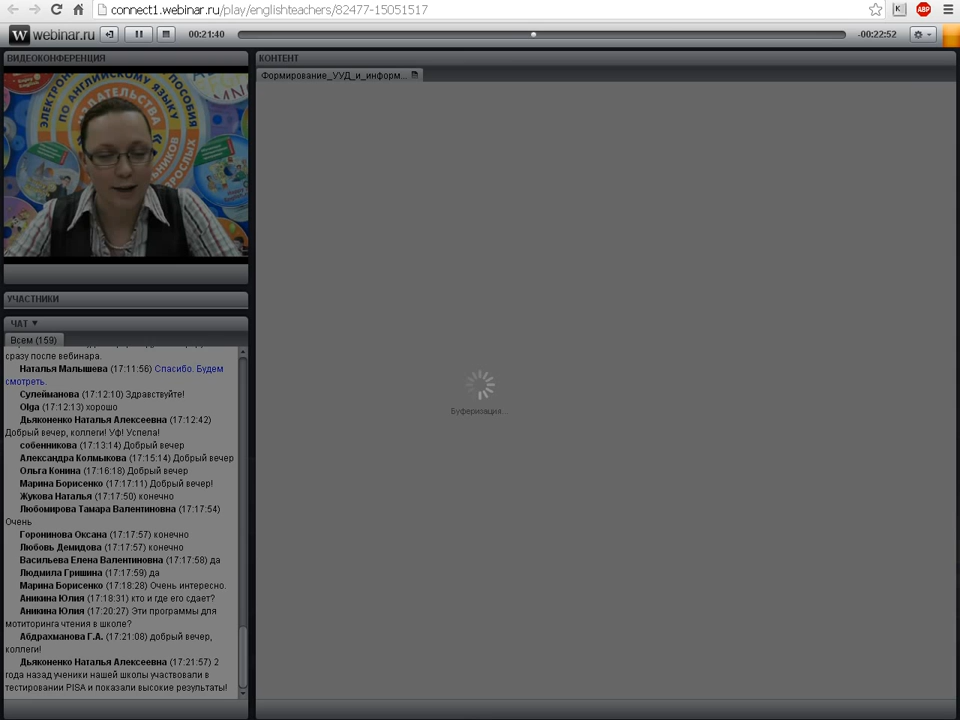 connect1.webinar.ru/play/englishteachers/82477-15051517
webinar.ru 00:21:40 -00:22:52
ВИДЕОКОНФЕРЕНЦИЯ
КОНТЕНТ
Формирование_УУД_и_информ...
ЭЛЕКТРОН ПОСОБИЯ
ПО АНГЛИЙСКОМУ ЯЗЫКУ
ИЗДАТЕЛЬСТВА
УЧАСТНИКИ
ЧАТ ▼
Всем (159)
сразу после вебинара.
Наталья Малышева (17:11:56) Спасибо. Будем
смотреть.
Сулейманова (17:12:10) Здравствуйте!
Olga (17:12:13) хорошо
Дьяконенко Наталья Алексеевна (17:12:42)
Добрый вечер, коллеги! Уф! Успела!
собенникова (17:13:14) Добрый вечер
Александра Колмыкова (17:15:14) Добрый вечер
Ольга Конина (17:16:18) Добрый вечер
Марина Борисенко (17:17:11) Добрый вечер!
Жукова Наталья (17:17:50) конечно
Любомирова Тамара Валентиновна (17:17:54)
Очень
Горонинова Оксана (17:17:57) конечно
Любовь Демидова (17:17:57) конечно
Васильева Елена Валентиновна (17:17:58) да
Людмила Гришина (17:17:59) да
Марина Борисенко (17:18:28) Очень интересно.
Аникина Юлия (17:18:31) кто и где его сдает?
Аникина Юлия (17:20:27) Эти программы для
мотиторинга чтения в школе?
Абдрахманова Г.А. (17:21:08) добрый вечер,
коллеги!
Дьяконенко Наталья Алексеевна (17:21:57) 2
года назад ученики нашей школы участвовали в
тестировании PISA и показали высокие результаты!
Буферизация...